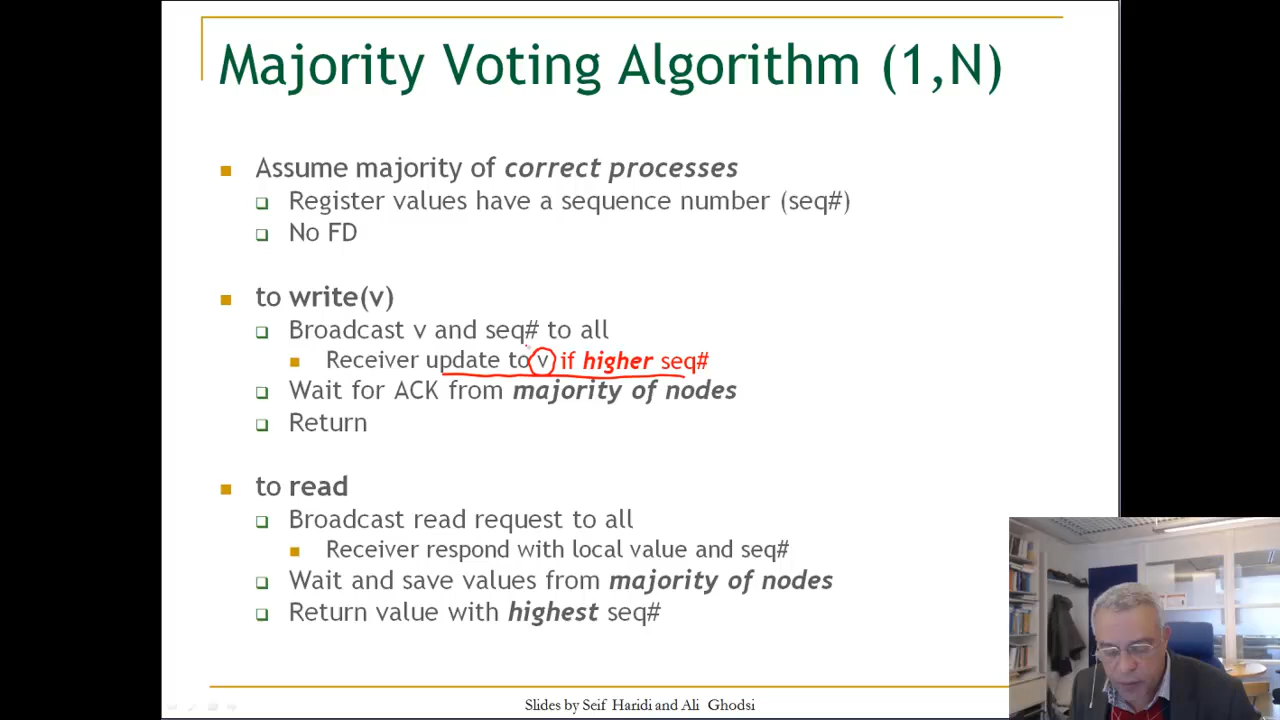 Majority Voting Algorithm (1,N)
Assume majority of correct processes
Register values have a sequence number (seq#)
No FD
to write(v)
Broadcast v and seq# to all
Receiver update to v if higher seq#
Wait for ACK from majority of nodes
Return
to read
Broadcast read request to all
Receiver respond with local value and seq#
Wait and save values from majority of nodes
Return value with highest seq#
Slides by Seif Haridi and Ali Ghodsi